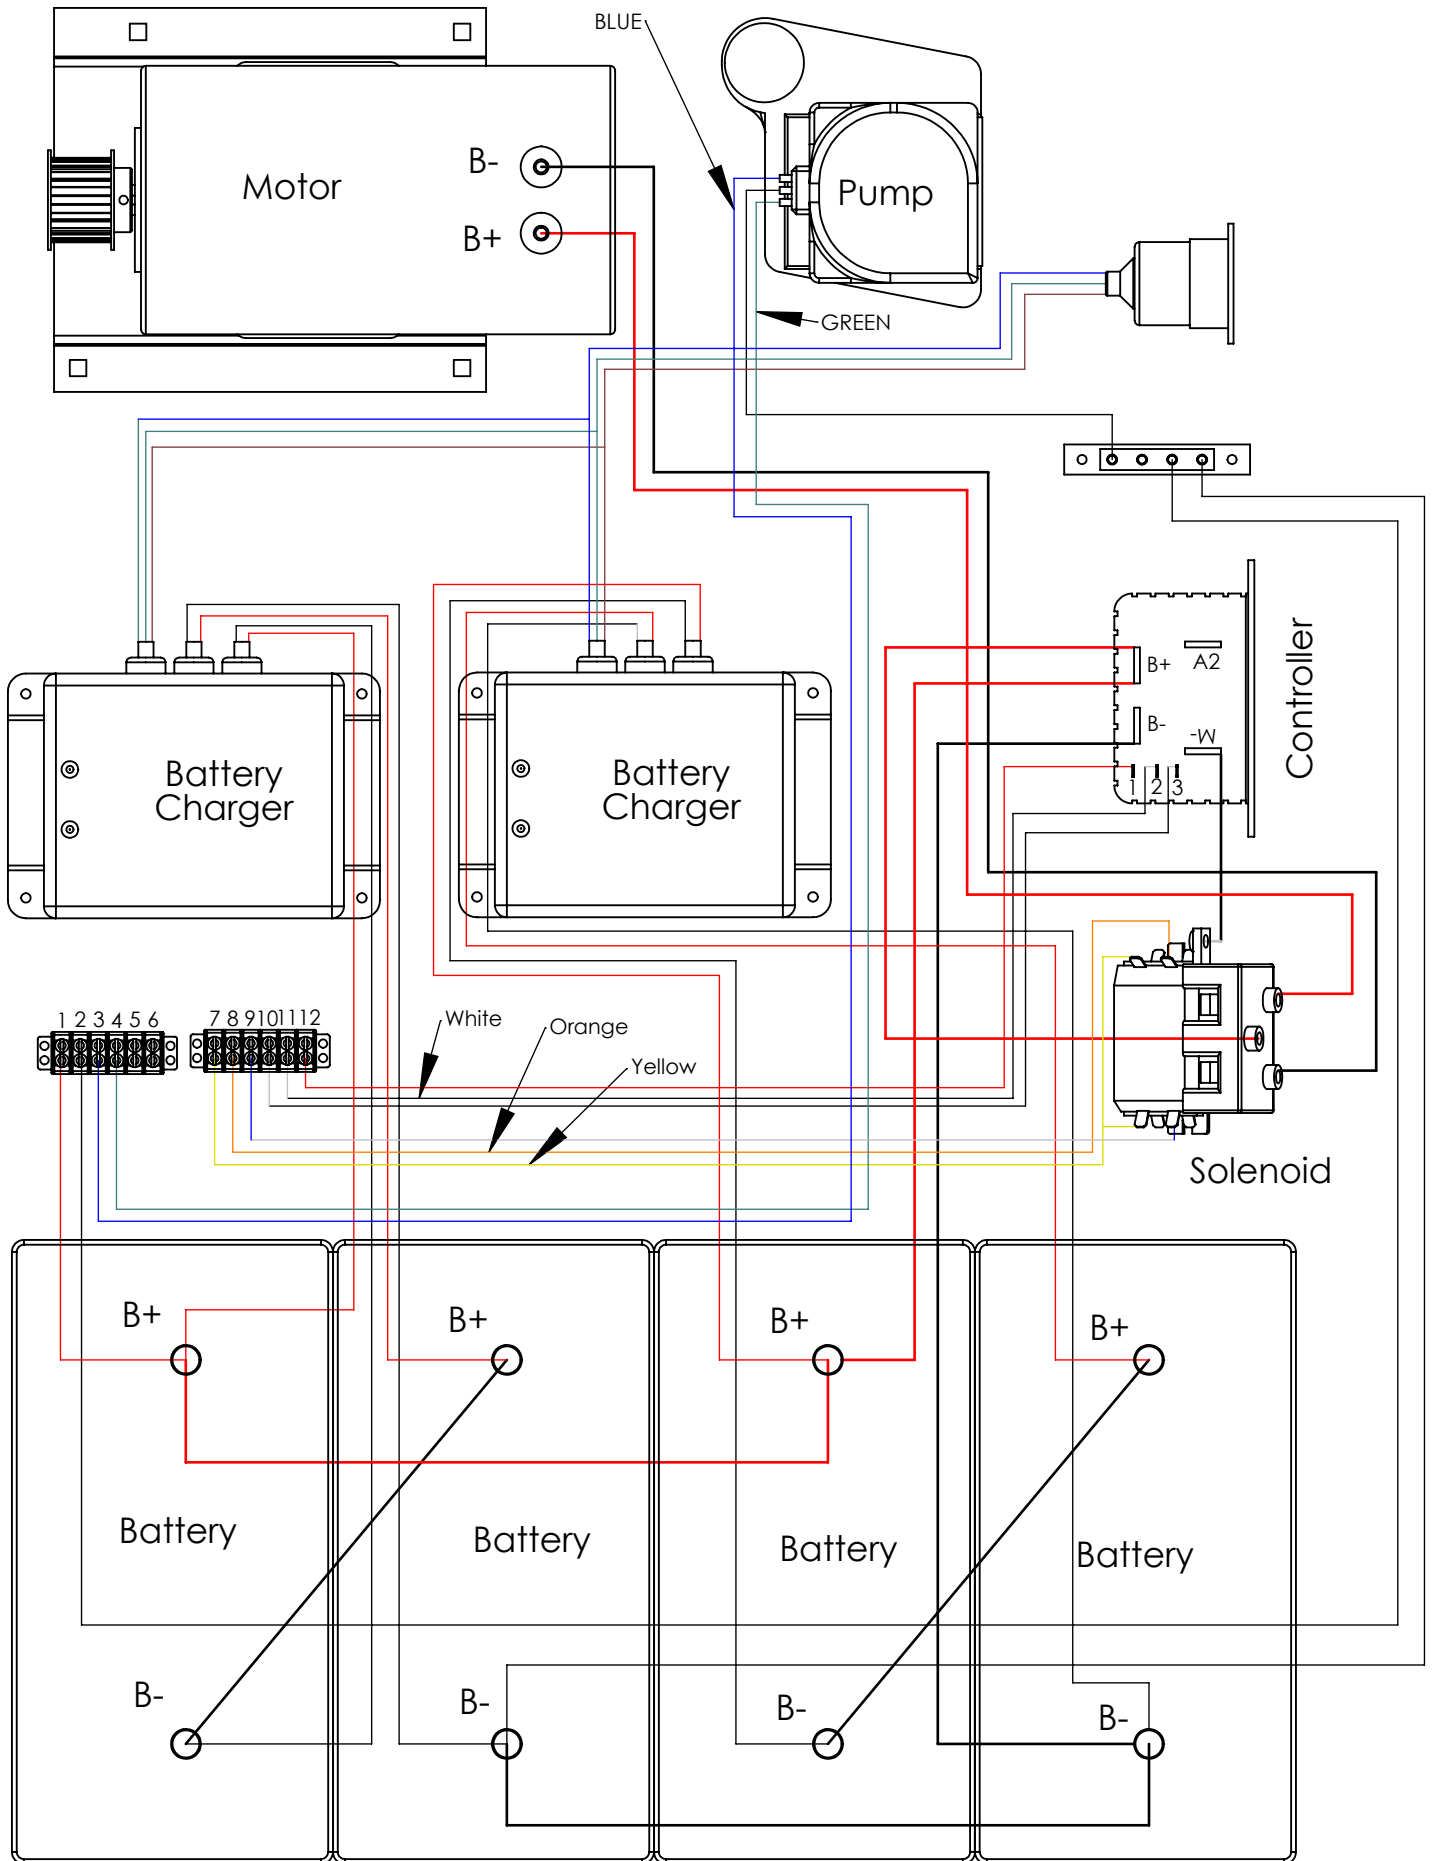 BLUE
B-
Motor
Pump
B+
GREEN
B+
A2
B-
-W
Controller
1 2 3
Battery
Charger
Battery
Charger
1 2 3 4 5 6
7 8 9 10 11 12
White
Orange
Yellow
Solenoid
B+
B+
B+
B+
Battery
Battery
Battery
Battery
B-
B-
B-
B-